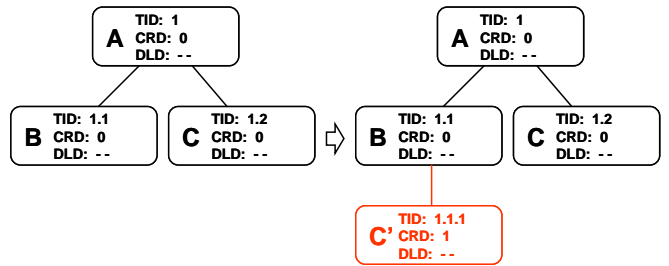 A
TID: 1
CRD: 0
DLD: - -
B
TID: 1.1
CRD: 0
DLD: - -
C
TID: 1.2
CRD: 0
DLD: - -
A
TID: 1
CRD: 0
DLD: - -
B
TID: 1.1
CRD: 0
DLD: - -
C
TID: 1.2
CRD: 0
DLD: - -
C’
TID: 1.1.1
CRD: 1
DLD: - -